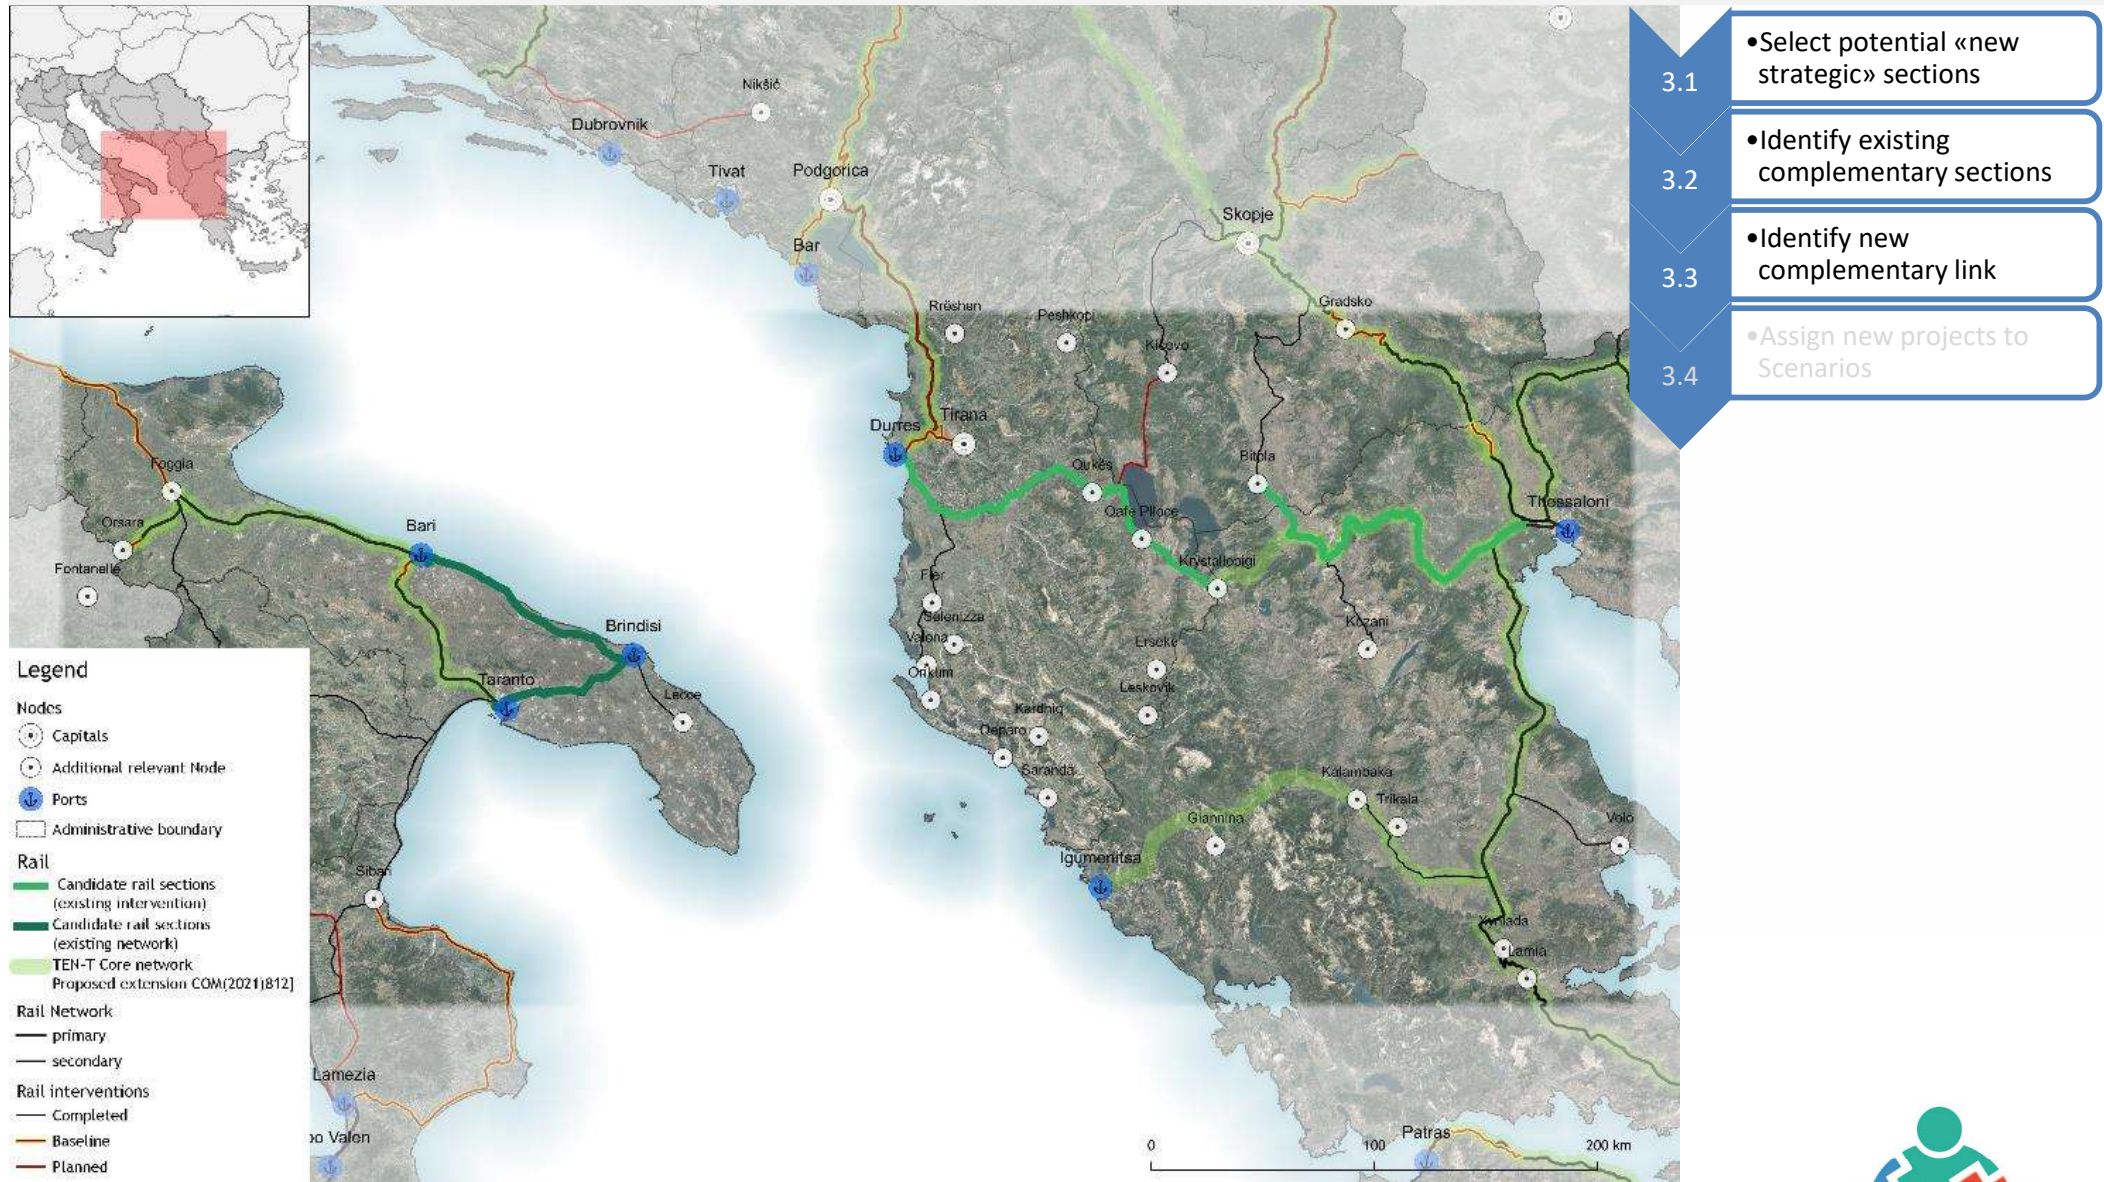 Nikšić
Dubrovnik
Tivat
Podgorica
Bar
Skopje
Rrëshen
Peshkopi
Kičevo
Gradsko
Tirana
Durres
Qukës
Bitola
Qafe Plloce
Thessaloni
Krystallopigi
Foggia
Orsara
Fontanelle
Bari
Brindisi
Taranto
Lecce
Fier
Selenizza
Valona
Orikum
Erseke
Leskovik
Kozani
Kardhiq
Qeparo
Saranda
Kalambaka
Trikala
Giannina
Igumenitsa
Volo
Lamia
Sibari
Lamezia
bo Valen
Patras
0
100
200 km
Legend
Nodes
Capitals
Additional relevant Node
Ports
Administrative boundary
Rail
Candidate rail sections
(existing intervention)
Candidate rail sections
(existing network)
TEN-T Core network
Proposed extension COM(2021)812]
Rail Network
primary
secondary
Rail interventions
Completed
Baseline
Planned
3.1
•Select potential «new
strategic» sections
3.2
•Identify existing
complementary sections
3.3
•Identify new
complementary link
3.4
•Assign new projects to
Scenarios